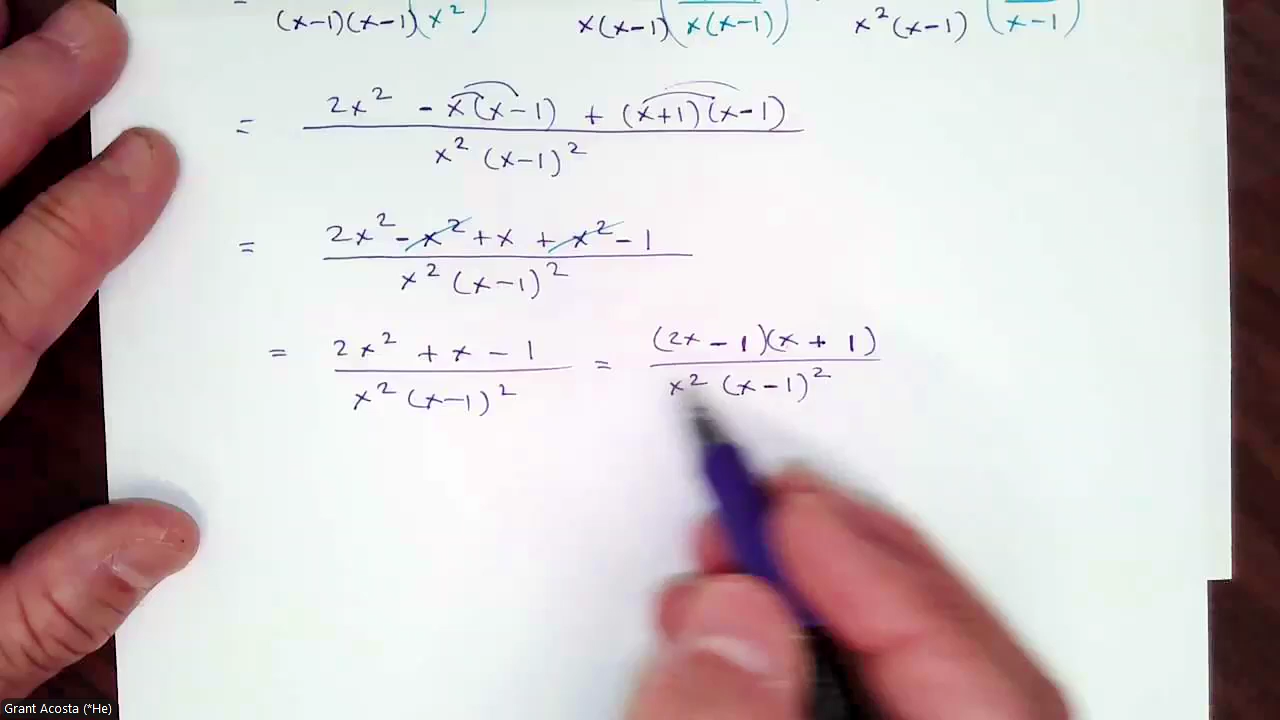 = (x-1)(x-1)(x²) x(x-1)(x(x-1)) x²(x-1) (x-1)
= 2x² - x(x-1) + (x+1)(x-1)
x² (x-1)²
= 2x² - x² + x + x² - 1
x² (x-1)²
= 2x² + x - 1 = (2x - 1)(x + 1)
x² (x-1)² x² (x-1)²
Grant Acosta (*He)